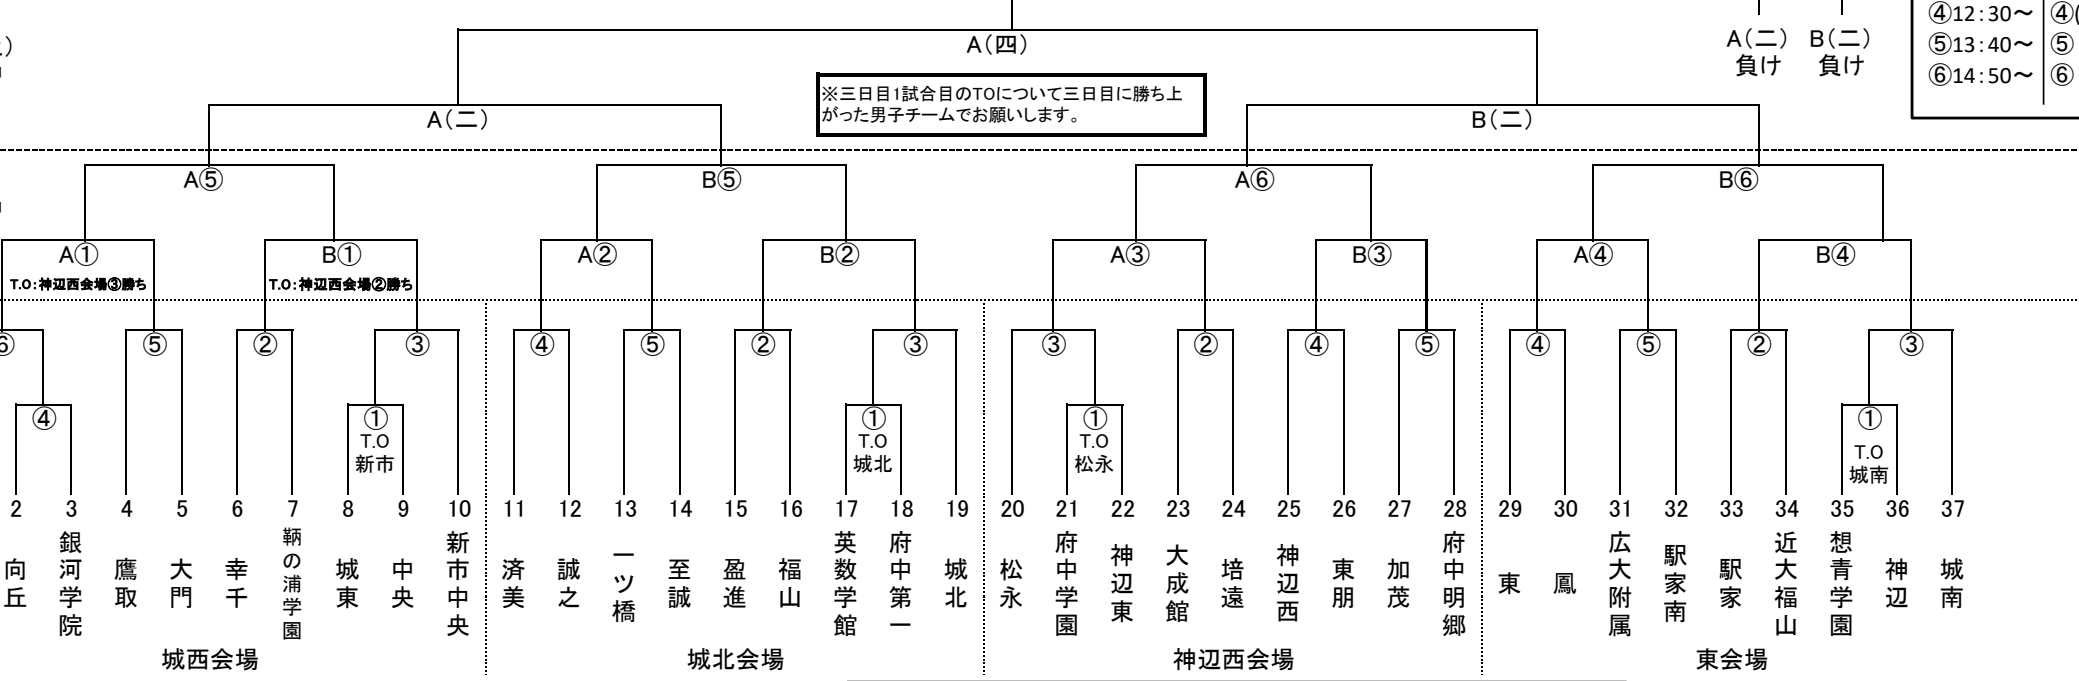 ④12:30～ ④(
A(四)
A(二) B(二)
⑤13:40～ ⑤
負け 負け
⑥14:50～ ⑥
※三日目1試合目のTOについて三日目に勝ち上
がった男子チームでお願いします。
A(二) B(二)
A⑤ B⑤ A⑥ B⑥
A① B① A② B② A③ B③ A④ B④
T.O:神辺西会場③勝ち T.O:神辺西会場②勝ち
⑥ ⑤ ② ③ ④ ⑤ ② ③ ③ ② ④ ⑤ ④ ⑤ ② ③
④ ① ① ① ①
T.O T.O T.O T.O
新市 城北 松永 城南
2 3 4 5 6 7 8 9 10 11 12 13 14 15 16 17 18 19 20 21 22 23 24 25 26 27 28 29 30 31 32 33 34 35 36 37
向丘
銀河学院
鷹取
大門
幸千
鞆の浦学園
城東
中央
新市中央
済美
誠之
一ツ橋
至誠
盈進
福山
英数学館
府中第一
城北
松永
府中学園
神辺東
大成館
培遠
神辺西
東朋
加茂
府中明郷
東
鳳
広大附属
駅家南
駅家
近大福山
想青学園
神辺
城南
城西会場 城北会場 神辺西会場 東会場